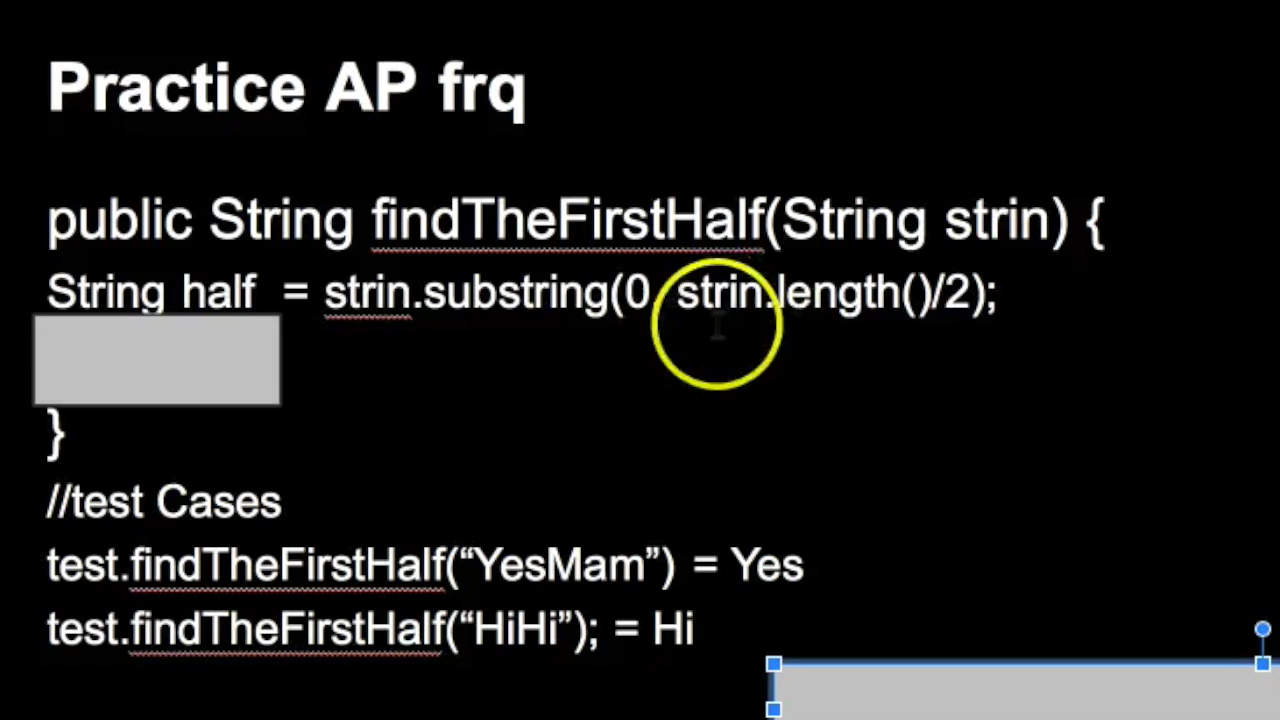 Practice AP frq
public String findTheFirstHalf(String strin) {
String half = strin.substring(0, strin.length()/2);
}
//test Cases
test.findTheFirstHalf(“YesMam”) = Yes
test.findTheFirstHalf(“HiHi”); = Hi